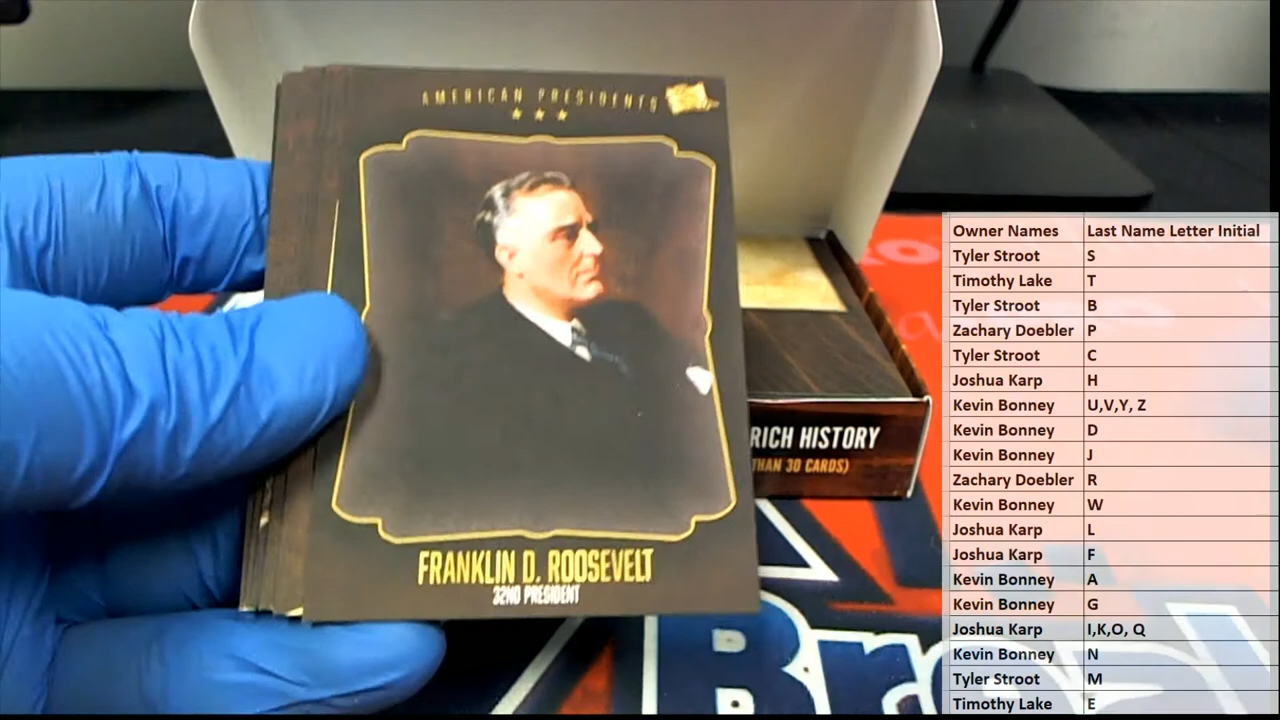 AMERICAN PRESIDENTS
FRANKLIN D. ROOSEVELT
32ND PRESIDENT
RICH HISTORY
THAN 30 CARDS)
Bro
Owner Names Last Name Letter Initial
Tyler Stroot S
Timothy Lake T
Tyler Stroot B
Zachary Doebler P
Tyler Stroot C
Joshua Karp H
Kevin Bonney U,V,Y, Z
Kevin Bonney D
Kevin Bonney J
Zachary Doebler R
Kevin Bonney W
Joshua Karp L
Joshua Karp F
Kevin Bonney A
Kevin Bonney G
Joshua Karp I,K,O, Q
Kevin Bonney N
Tyler Stroot M
Timothy Lake E